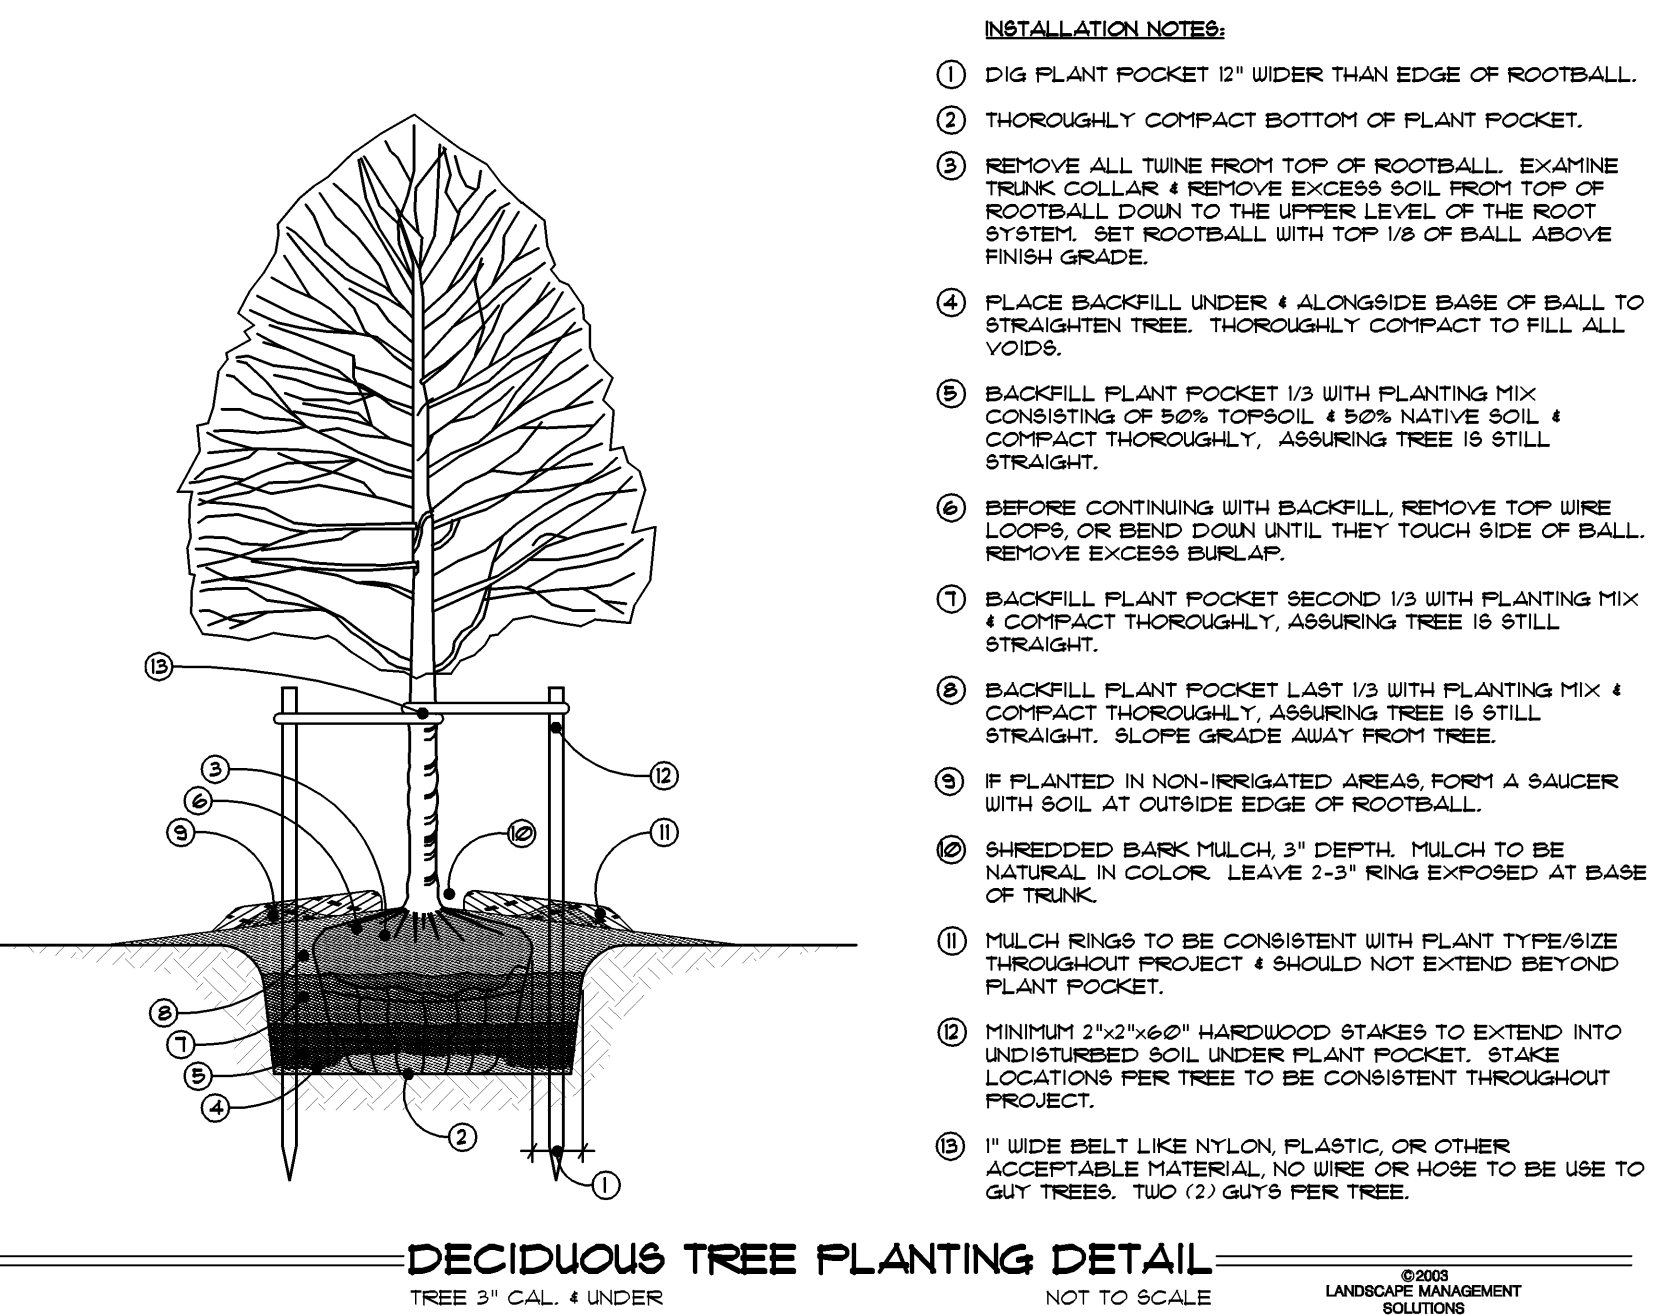 INSTALLATION NOTES:
1 DIG PLANT POCKET 12" WIDER THAN EDGE OF ROOTBALL.
2 THOROUGHLY COMPACT BOTTOM OF PLANT POCKET.
3 REMOVE ALL TWINE FROM TOP OF ROOTBALL. EXAMINE
TRUNK COLLAR & REMOVE EXCESS SOIL FROM TOP OF
ROOTBALL DOWN TO THE UPPER LEVEL OF THE ROOT
SYSTEM. SET ROOTBALL WITH TOP 1/8 OF BALL ABOVE
FINISH GRADE.
4 PLACE BACKFILL UNDER & ALONGSIDE BASE OF BALL TO
STRAIGHTEN TREE. THOROUGHLY COMPACT TO FILL ALL
VOIDS.
5 BACKFILL PLANT POCKET 1/3 WITH PLANTING MIX
CONSISTING OF 50% TOPSOIL & 50% NATIVE SOIL &
COMPACT THOROUGHLY, ASSURING TREE IS STILL
STRAIGHT.
6 BEFORE CONTINUING WITH BACKFILL, REMOVE TOP WIRE
LOOPS, OR BEND DOWN UNTIL THEY TOUCH SIDE OF BALL.
REMOVE EXCESS BURLAP.
7 BACKFILL PLANT POCKET SECOND 1/3 WITH PLANTING MIX
& COMPACT THOROUGHLY, ASSURING TREE IS STILL
STRAIGHT.
8 BACKFILL PLANT POCKET LAST 1/3 WITH PLANTING MIX &
COMPACT THOROUGHLY, ASSURING TREE IS STILL
STRAIGHT. SLOPE GRADE AWAY FROM TREE.
9 IF PLANTED IN NON-IRRIGATED AREAS, FORM A SAUCER
WITH SOIL AT OUTSIDE EDGE OF ROOTBALL.
10 SHREDDED BARK MULCH, 3" DEPTH. MULCH TO BE
NATURAL IN COLOR LEAVE 2-3" RING EXPOSED AT BASE
OF TRUNK.
11 MULCH RINGS TO BE CONSISTENT WITH PLANT TYPE/SIZE
THROUGHOUT PROJECT & SHOULD NOT EXTEND BEYOND
PLANT POCKET.
12 MINIMUM 2"x2"x60" HARDWOOD STAKES TO EXTEND INTO
UNDISTURBED SOIL UNDER PLANT POCKET. STAKE
LOCATIONS PER TREE TO BE CONSISTENT THROUGHOUT
PROJECT.
13 1" WIDE BELT LIKE NYLON, PLASTIC, OR OTHER
ACCEPTABLE MATERIAL, NO WIRE OR HOSE TO BE USE TO
GUY TREES. TWO (2) GUYS PER TREE.
13
3
12
6
9
10
11
8
7
5
4
2
1
DECIDUOUS TREE PLANTING DETAIL
TREE 3" CAL. & UNDER
NOT TO SCALE
©2003
LANDSCAPE MANAGEMENT
SOLUTIONS